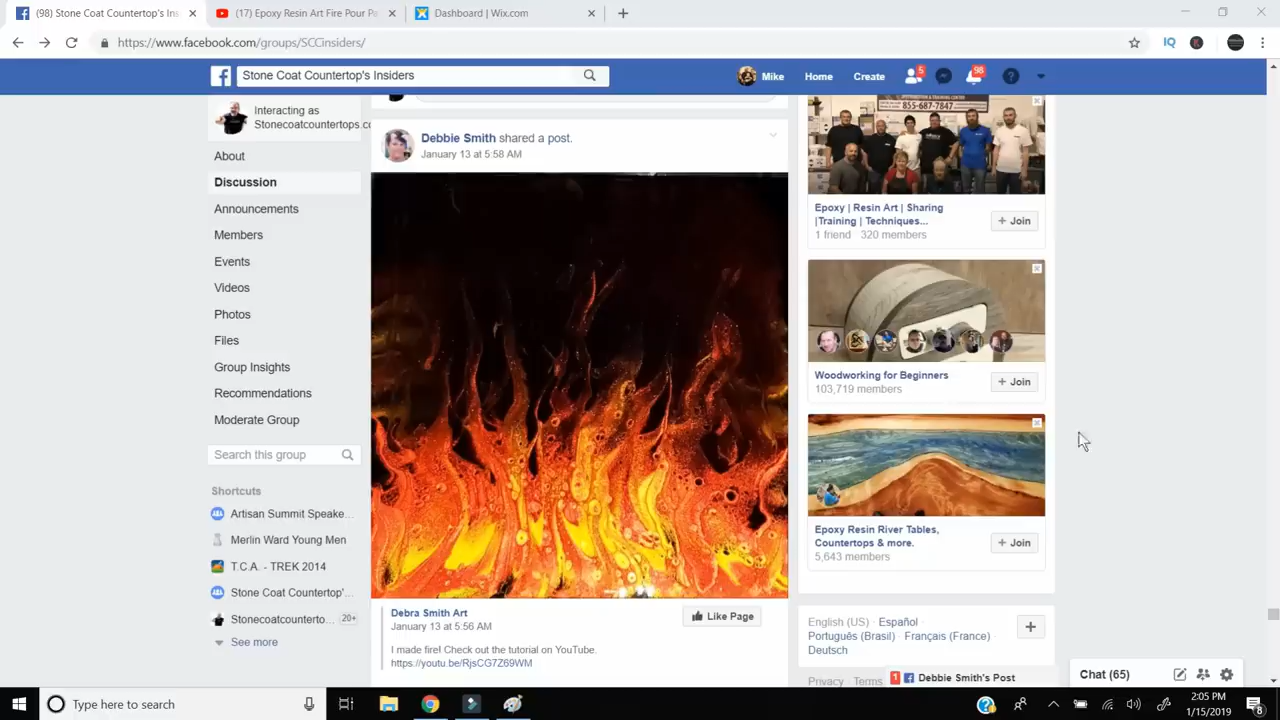 (98) Stone Coat Countertop's Ins
(17) Epoxy Resin Art Fire Pour Pa
Dashboard | Wix.com
https://www.facebook.com/groups/SCCinsiders/
IQ
Stone Coat Countertop's Insiders
Mike
Home
Create
5
98
Interacting as
Stonecoatcountertops.co
About
Discussion
Announcements
Members
Events
Videos
Photos
Files
Group Insights
Recommendations
Moderate Group
Search this group
Shortcuts
Artisan Summit Speake...
Merlin Ward Young Men
T.C.A. - TREK 2014
Stone Coat Countertop'...
Stonecoatcounterto...
20+
See more
Debbie Smith shared a post.
January 13 at 5:58 AM
Debra Smith Art
January 13 at 5:56 AM
Like Page
I made fire! Check out the tutorial on YouTube.
https://youtu.be/RjsCG7Z69WM
855-687-7847
Epoxy | Resin Art | Sharing
|Training | Techniques...
1 friend 320 members
+ Join
Woodworking for Beginners
103,719 members
+ Join
Epoxy Resin River Tables,
Countertops & more.
5,643 members
+ Join
English (US) · Español ·
Português (Brasil) · Français (France) ·
Deutsch
Privacy · Terms
1
Debbie Smith's Post
Chat (65)
Type here to search
2:05 PM
1/15/2019
8